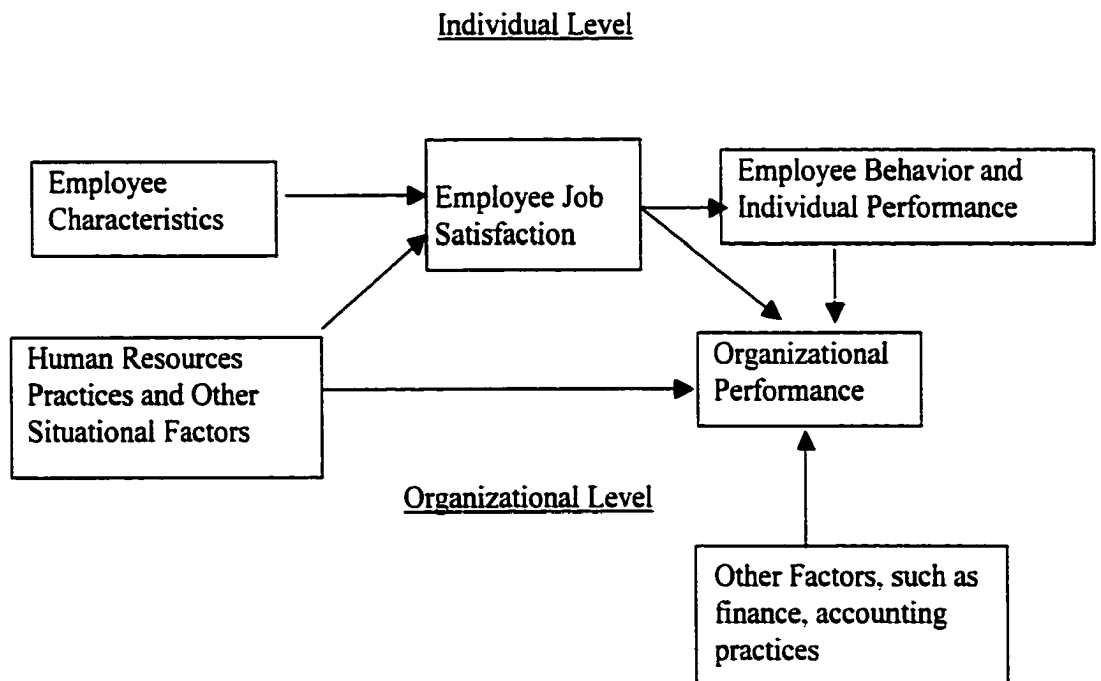 Individual Level
Employee
Characteristics
Employee Job
Satisfaction
Employee Behavior and
Individual Performance
Human Resources
Practices and Other
Situational Factors
Organizational
Performance
Organizational Level
Other Factors, such as
finance, accounting
practices